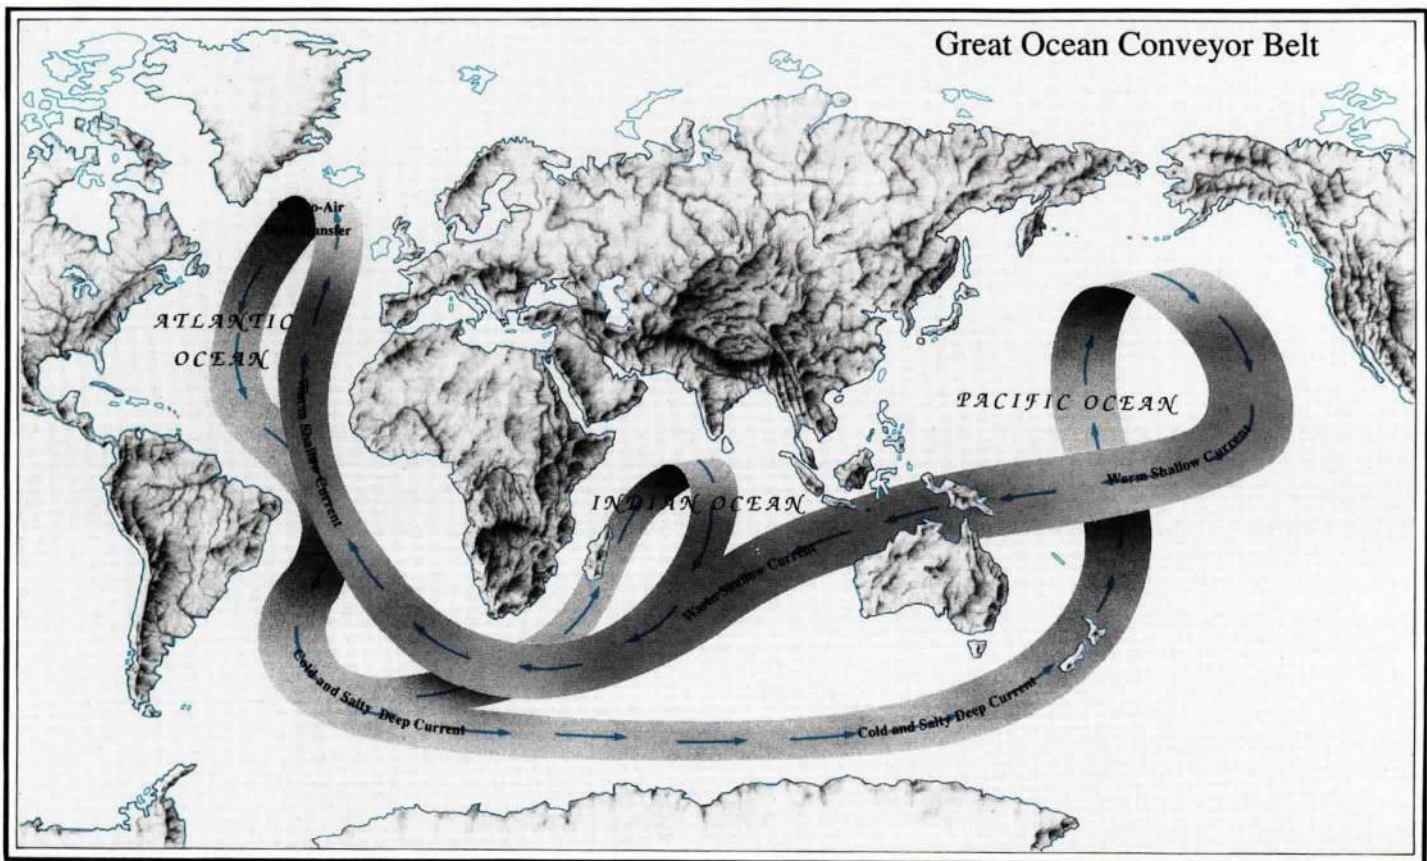 Great Ocean Conveyor Belt
-Air
ATLANTIC
OCEAN
Warm Shallow Current
PACIFIC OCEAN
Warm Shallow Current
INDIAN OCEAN
Warm Shallow Current
Cold and Salty Deep Current
Cold and Salty Deep Current